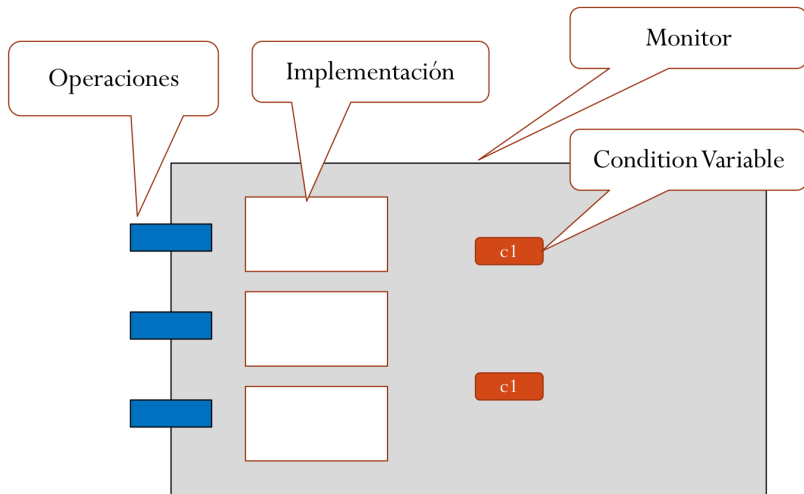 Monitor
Operaciones
Implementación
Condition Variable
c1
c1